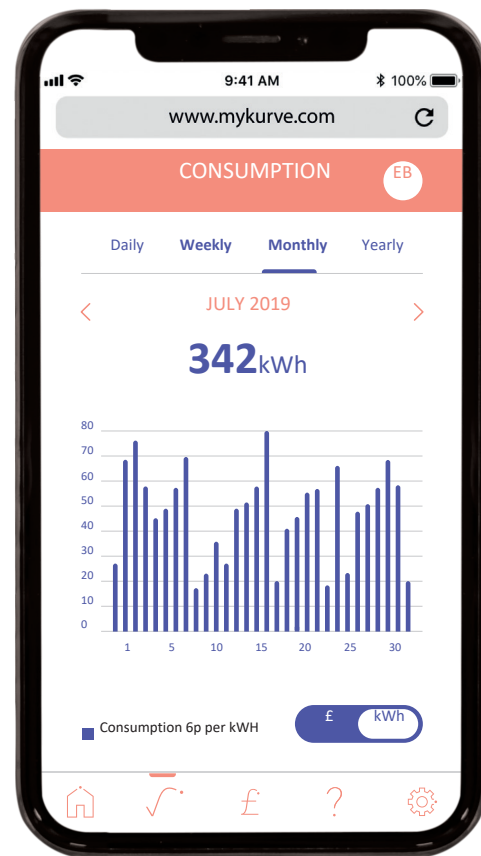 9:41 AM 100%
www.mykurve.com
CONSUMPTION EB
Daily Weekly Monthly Yearly
JULY 2019
342kWh
80
70
60
50
40
30
20
10
0
1 5 10 15 20 25 30
Consumption 6p per kWH
£ kWh
£ ?